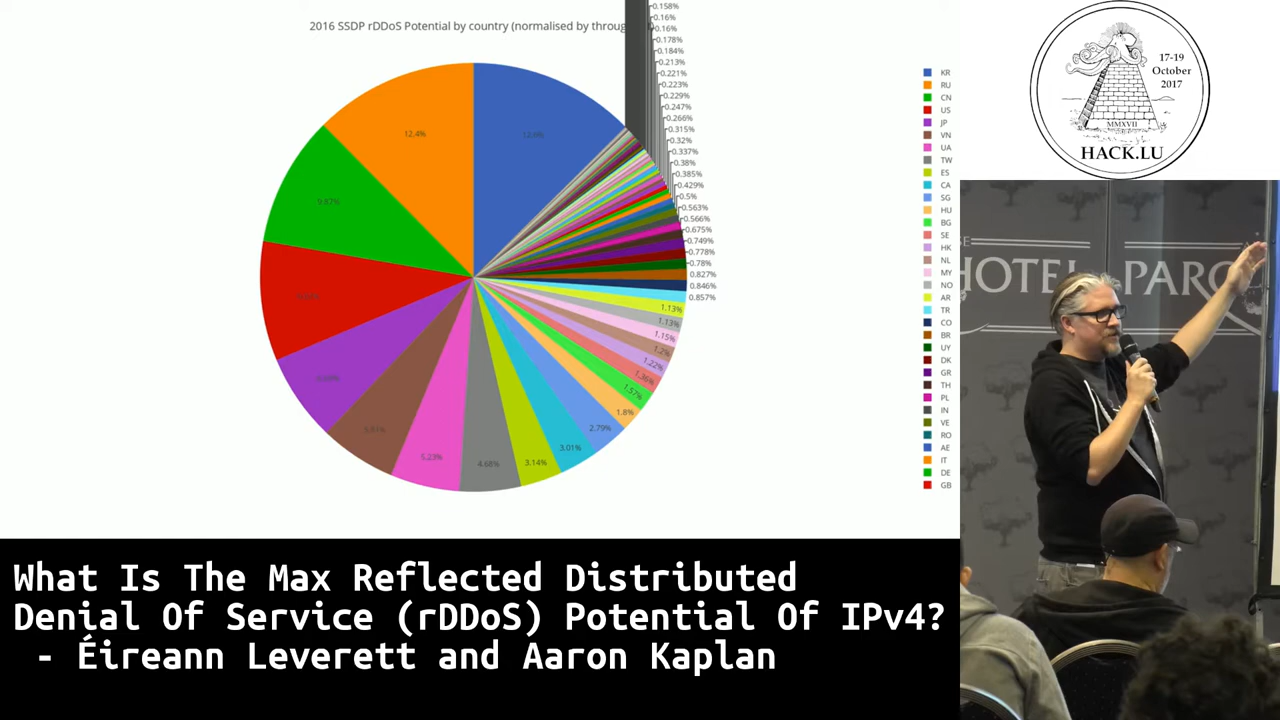 2016 SSDP rDDoS Potential by country (normalised by throug
0.158%
0.16%
0.16%
0.178%
0.184%
0.213%
0.221%
0.223%
0.229%
0.247%
0.266%
0.315%
0.32%
0.337%
0.38%
0.385%
0.429%
0.5%
0.563%
0.566%
0.675%
0.749%
0.778%
0.78%
0.827%
0.846%
0.857%
1.13%
1.13%
1.15%
1.2%
1.22%
1.36%
1.57%
1.8%
2.79%
3.01%
3.14%
4.68%
5.23%
9.87%
12.4%
KR
RU
CN
US
JP
VN
UA
TW
ES
CA
SG
HU
BG
SE
HK
NL
MY
NO
AR
TR
CO
BR
UY
DK
GR
TH
PL
IN
VE
RO
AE
IT
DE
GB
17-19
October
2017
MMXVII
HACK.LU
HOTEL PARC
What Is The Max Reflected Distributed
Denial Of Service (rDDoS) Potential Of IPv4?
- Éireann Leverett and Aaron Kaplan